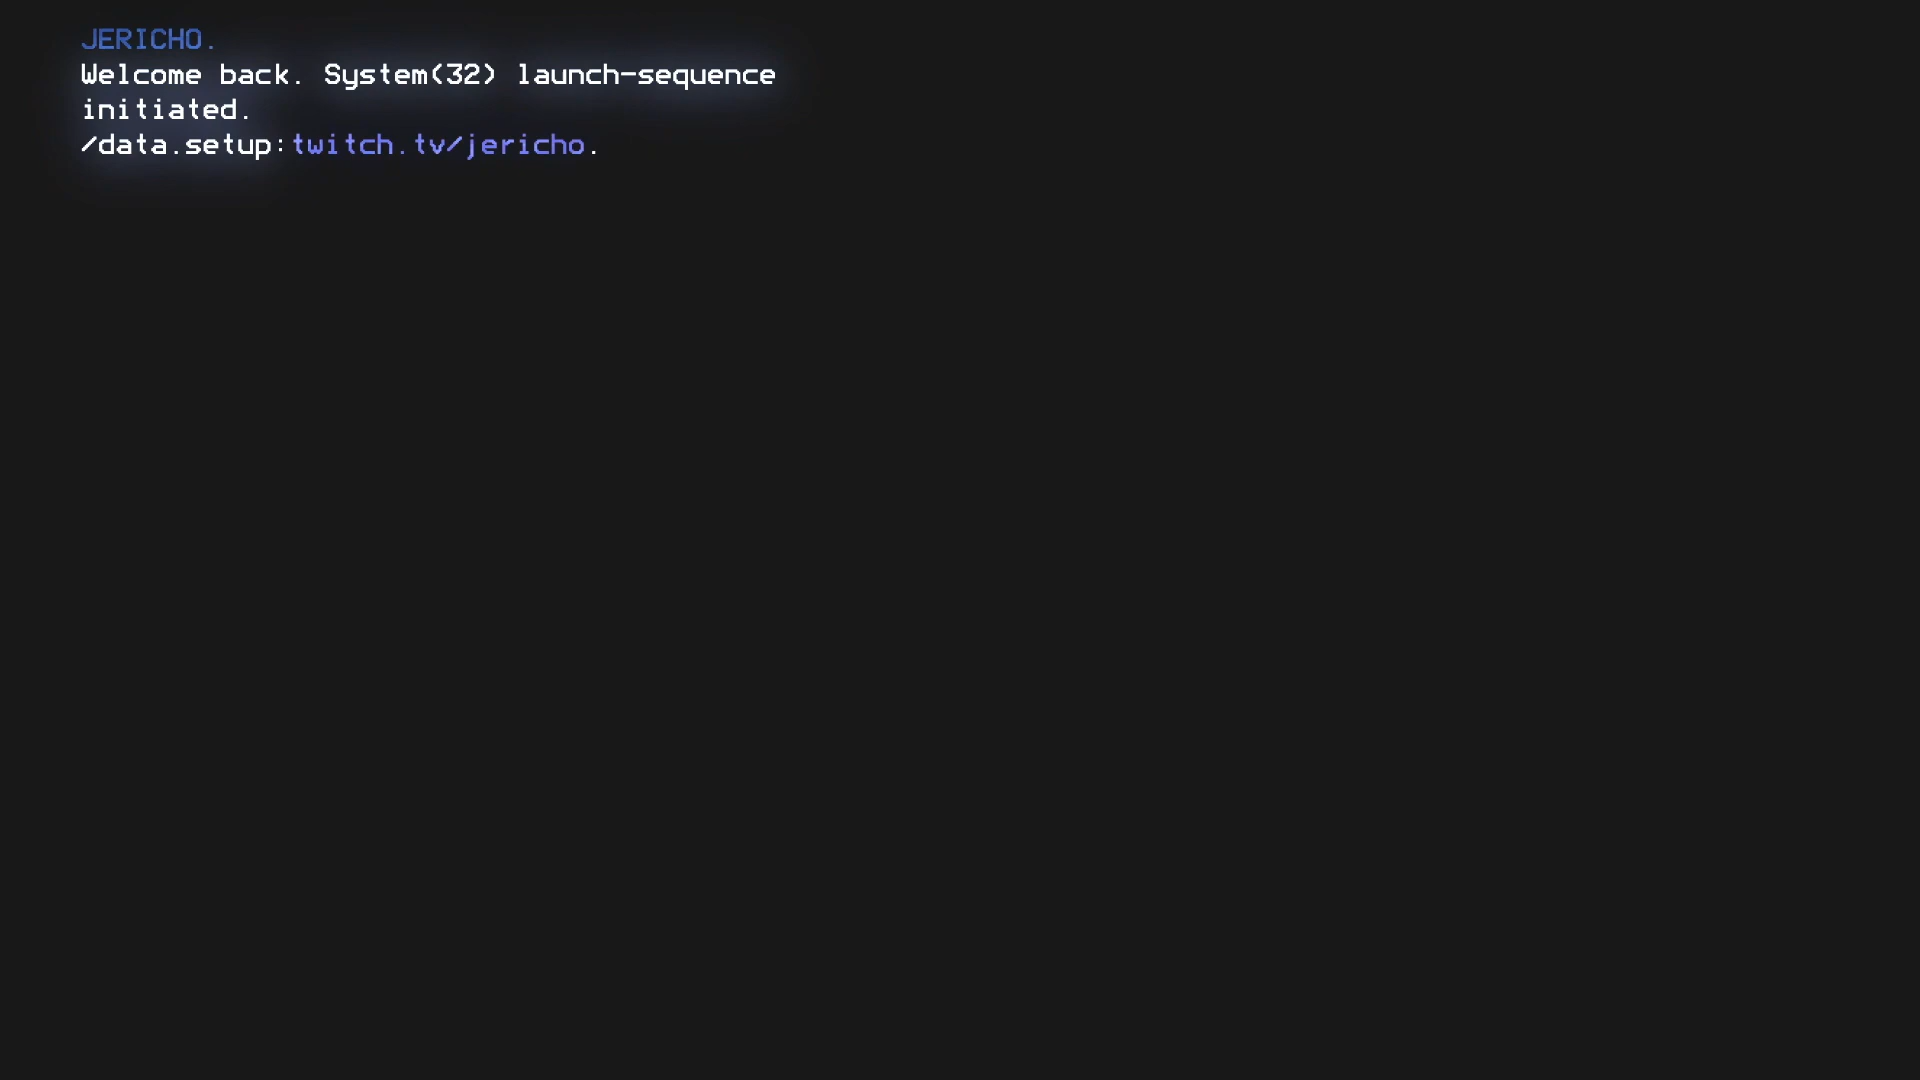 JERICHO.
Welcome back. System(32) launch-sequence
initiated.
/data.setup:twitch.tv/jericho.